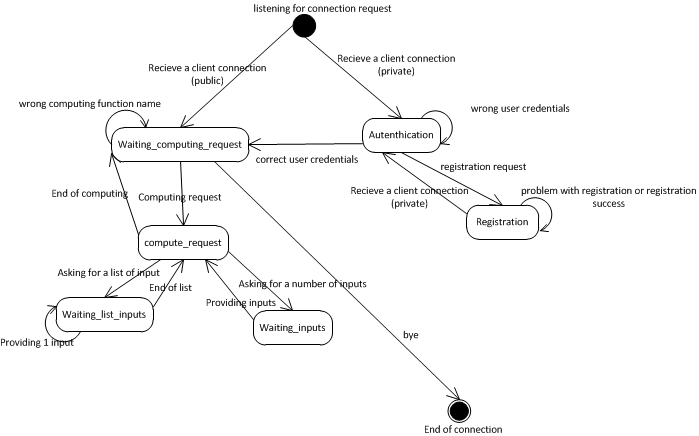 listening for connection request
Recieve a client connection
(public)
Recieve a client connection
(private)
wrong computing function name
wrong user credentials
Autenthication
Waiting_computing_request
correct user credentials
registration request
Recieve a client connection
(private)
problem with registration or registration
success
End of computing
Computing request
Registration
compute_request
Asking for a list of input
End of list
Asking for a number of inputs
Providing inputs
Waiting_list_inputs
Waiting_inputs
Providing 1 input
bye
End of connection